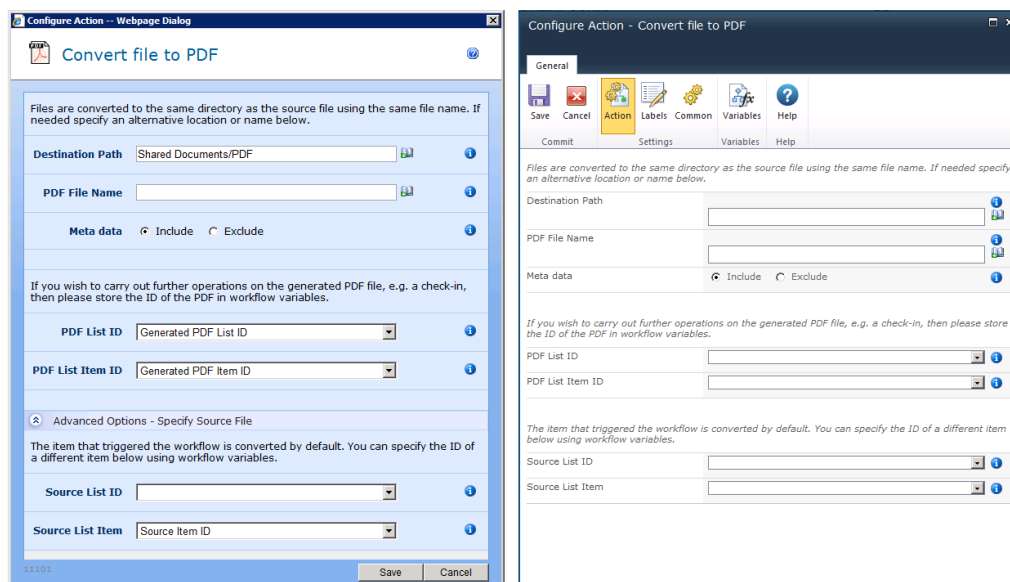 Configure Action -- Webpage Dialog
PDF
Convert file to PDF
Files are converted to the same directory as the source file using the same file name. If
needed specify an alternative location or name below.
Destination Path Shared Documents/PDF
PDF File Name
Meta data Include Exclude
If you wish to carry out further operations on the generated PDF file, e.g. a check-in,
then please store the ID of the PDF in workflow variables.
PDF List ID Generated PDF List ID
PDF List Item ID Generated PDF Item ID
Advanced Options - Specify Source File
The item that triggered the workflow is converted by default. You can specify the ID of
a different item below using workflow variables.
Source List ID
Source List Item Source Item ID
11101
Save Cancel
Configure Action - Convert file to PDF
General
Save Cancel Action Labels Common Variables Help
Commit Settings Variables Help
Files are converted to the same directory as the source file using the same file name. If needed specify
an alternative location or name below.
Destination Path
PDF File Name
Meta data Include Exclude
If you wish to carry out further operations on the generated PDF file, e.g. a check-in, then please store
the ID of the PDF in workflow variables.
PDF List ID
PDF List Item ID
The item that triggered the workflow is converted by default. You can specify the ID of a different item
below using workflow variables.
Source List ID
Source List Item